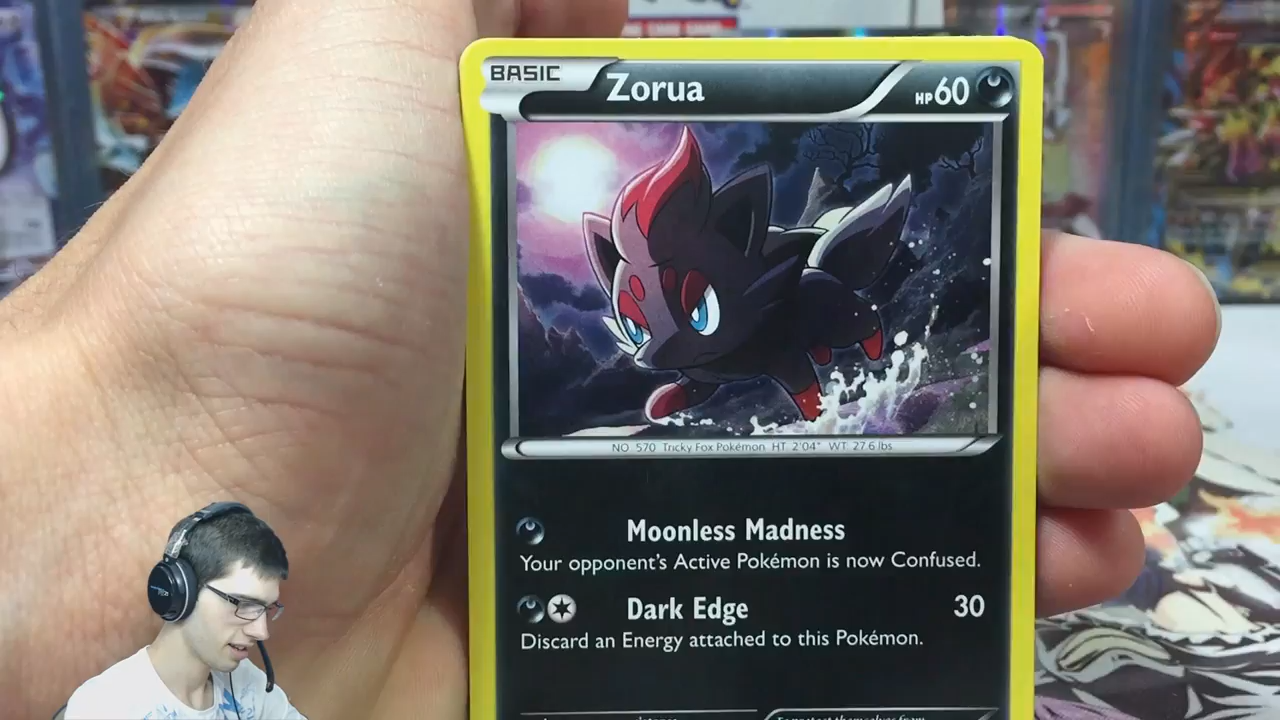 BASIC Zorua HP60
NO. 570 Tricky Fox Pokémon HT: 2'04" WT: 27.6 lbs
Moonless Madness
Your opponent's Active Pokémon is now Confused.
Dark Edge 30
Discard an Energy attached to this Pokémon.